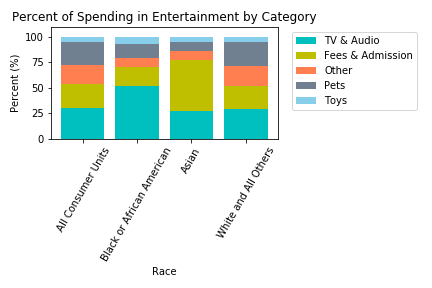 Percent of Spending in Entertainment by Category
Percent (%)
100
75
50
25
0
All Consumer Units
Black or African American
Asian
White and All Others
Race
TV & Audio
Fees & Admission
Other
Pets
Toys